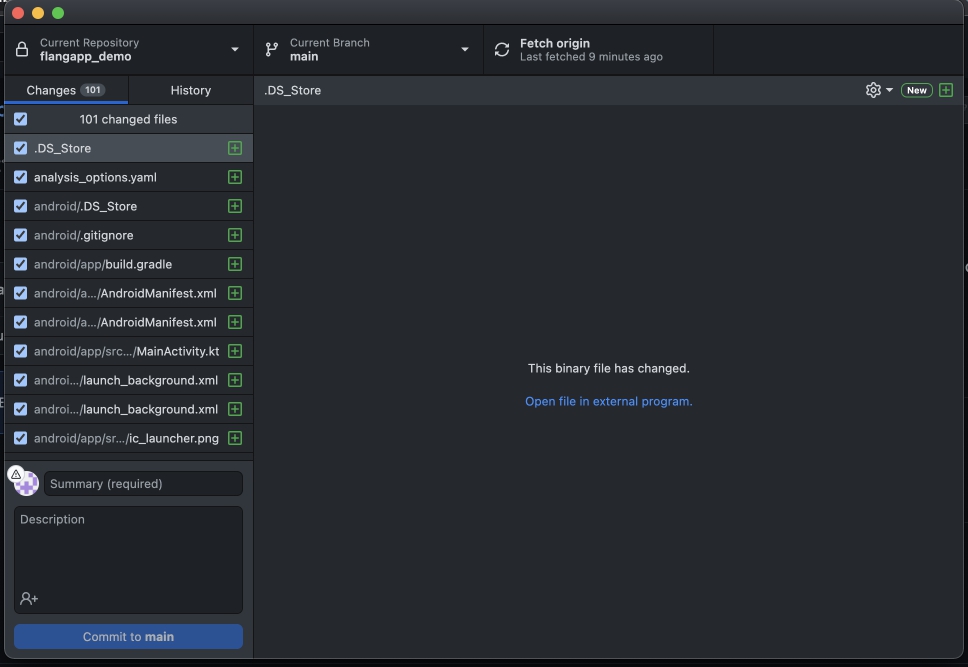 Current Repository
flangapp_demo
Current Branch
main
Fetch origin
Last fetched 9 minutes ago
Changes 101
History
.DS_Store
New
101 changed files
.DS_Store
analysis_options.yaml
android/.DS_Store
android/.gitignore
android/app/build.gradle
android/a.../AndroidManifest.xml
android/a.../AndroidManifest.xml
android/app/src.../MainActivity.kt
androi.../launch_background.xml
androi.../launch_background.xml
android/app/sr.../ic_launcher.png
This binary file has changed.
Open file in external program.
Summary (required)
Description
Commit to main